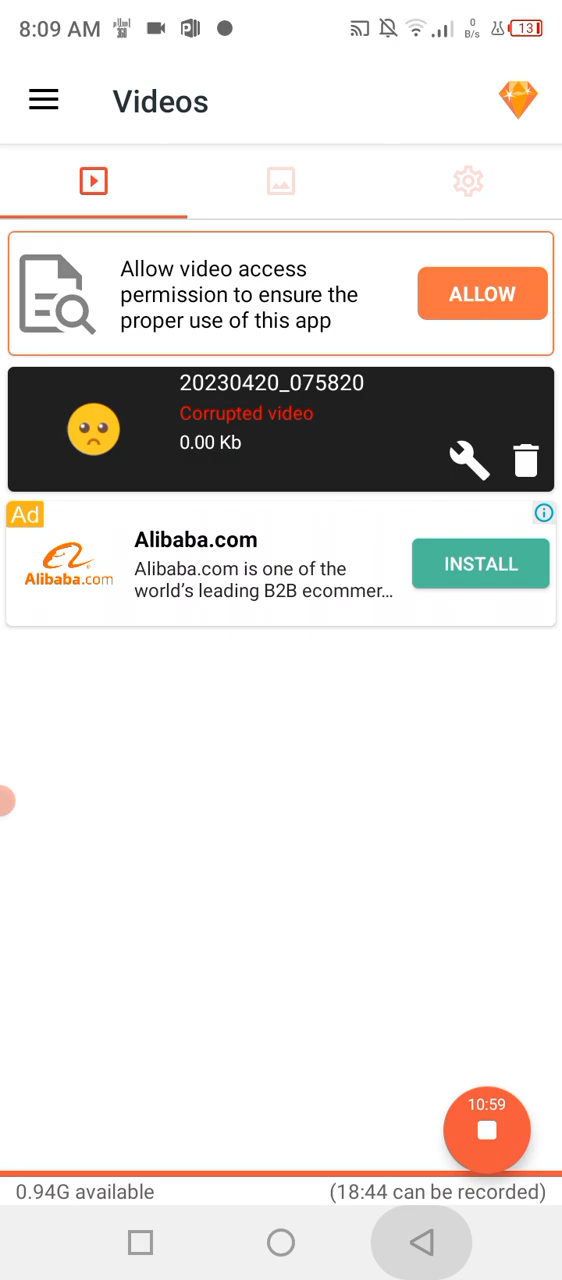 8:09 AM
0
B/s
13
Videos
Allow video access
permission to ensure the
proper use of this app
ALLOW
20230420_075820
Corrupted video
0.00 Kb
Ad
Alibaba.com
Alibaba.com
Alibaba.com is one of the
world's leading B2B ecommer...
INSTALL
10:59
0.94G available
(18:44 can be recorded)